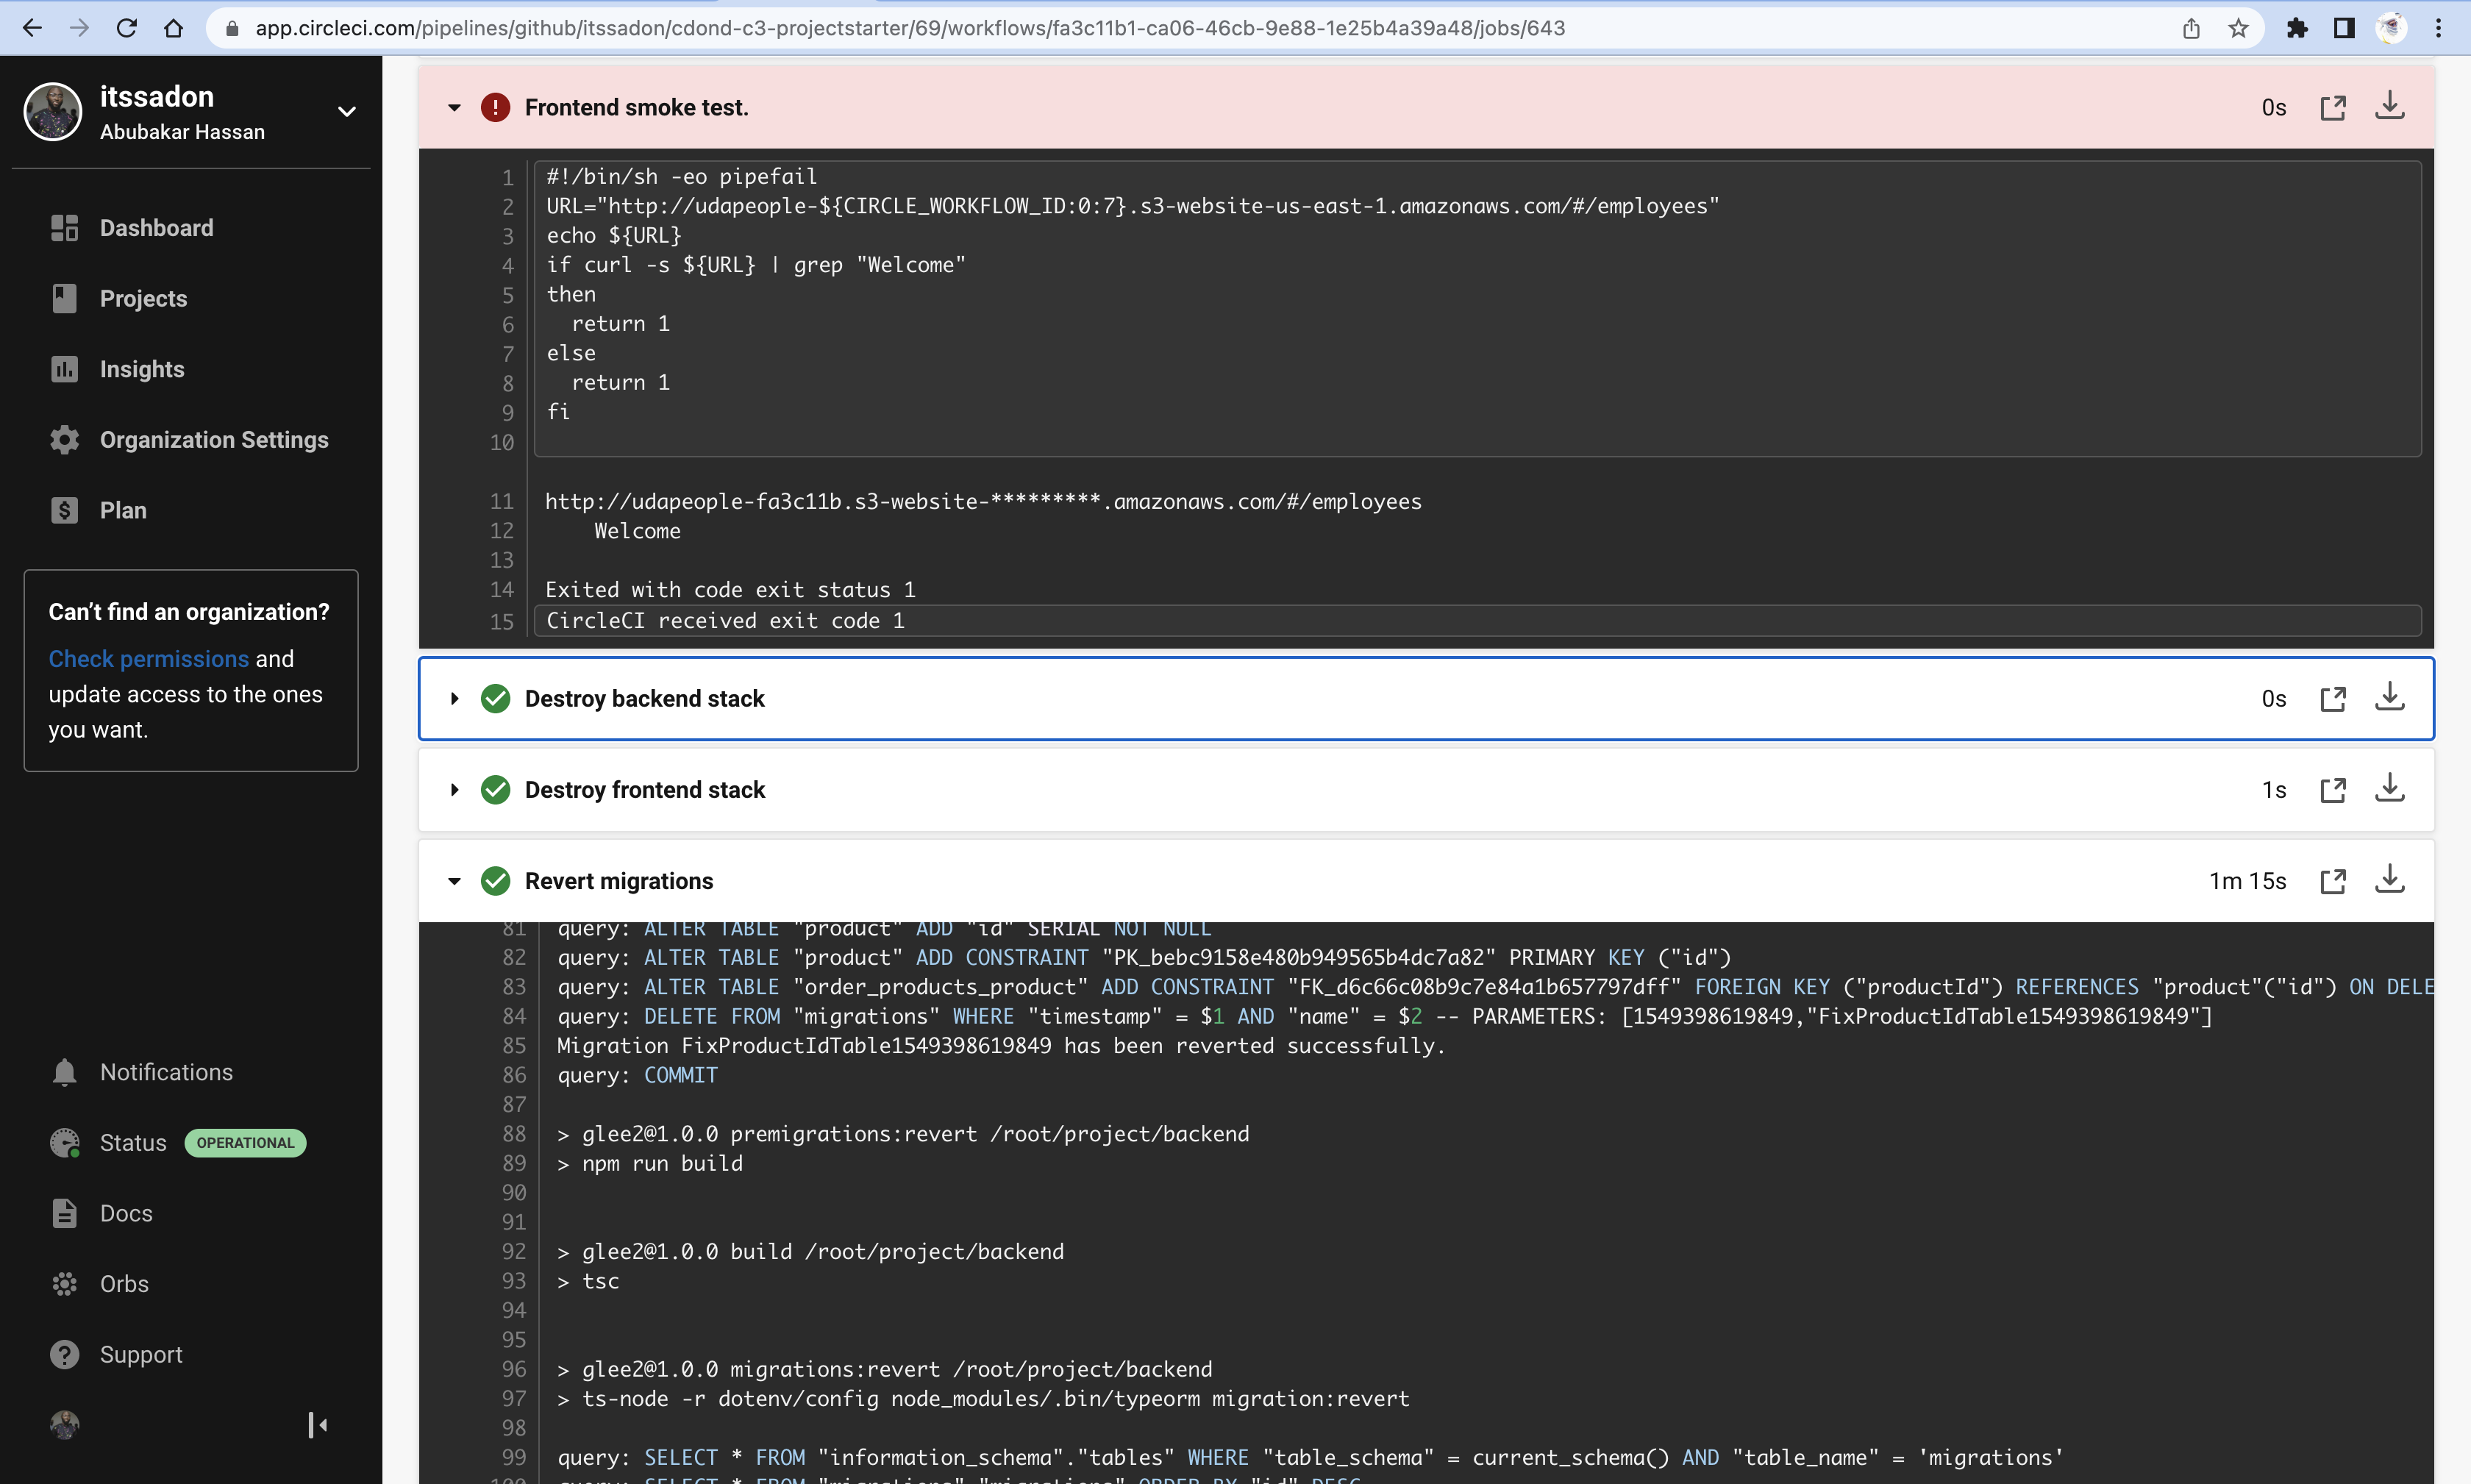 app.circleci.com/pipelines/github/itssadon/cdond-c3-projectstarter/69/workflows/fa3c11b1-ca06-46cb-9e88-1e25b4a39a48/jobs/643
itssadon
Abubakar Hassan
Dashboard
Projects
Insights
Organization Settings
Plan
Can't find an organization?
Check permissions and
update access to the ones
you want.
Notifications
Status OPERATIONAL
Docs
Orbs
Support
Frontend smoke test. 0s
1 #!/bin/sh -eo pipefail
2 URL="http://udapeople-${CIRCLE_WORKFLOW_ID:0:7}.s3-website-us-east-1.amazonaws.com/#/employees"
3 echo ${URL}
4 if curl -s ${URL} | grep "Welcome"
5 then
6 return 1
7 else
8 return 1
9 fi
10
11 http://udapeople-fa3c11b.s3-website-*********.amazonaws.com/#/employees
12 Welcome
13
14 Exited with code exit status 1
15 CircleCI received exit code 1
Destroy backend stack 0s
Destroy frontend stack 1s
Revert migrations 1m 15s
81 query: ALTER TABLE "product" ADD "id" SERIAL NOT NULL
82 query: ALTER TABLE "product" ADD CONSTRAINT "PK_bebc9158e480b949565b4dc7a82" PRIMARY KEY ("id")
83 query: ALTER TABLE "order_products_product" ADD CONSTRAINT "FK_d6c66c08b9c7e84a1b657797dff" FOREIGN KEY ("productId") REFERENCES "product"("id") ON DELE
84 query: DELETE FROM "migrations" WHERE "timestamp" = $1 AND "name" = $2 -- PARAMETERS: [1549398619849,"FixProductIdTable1549398619849"]
85 Migration FixProductIdTable1549398619849 has been reverted successfully.
86 query: COMMIT
87
88 > glee2@1.0.0 premigrations:revert /root/project/backend
89 > npm run build
90
91
92 > glee2@1.0.0 build /root/project/backend
93 > tsc
94
95
96 > glee2@1.0.0 migrations:revert /root/project/backend
97 > ts-node -r dotenv/config node_modules/.bin/typeorm migration:revert
98
99 query: SELECT * FROM "information_schema"."tables" WHERE "table_schema" = current_schema() AND "table_name" = 'migrations'
100 query: SELECT * FROM "migrations" "migrations" ORDER BY "id" DESC